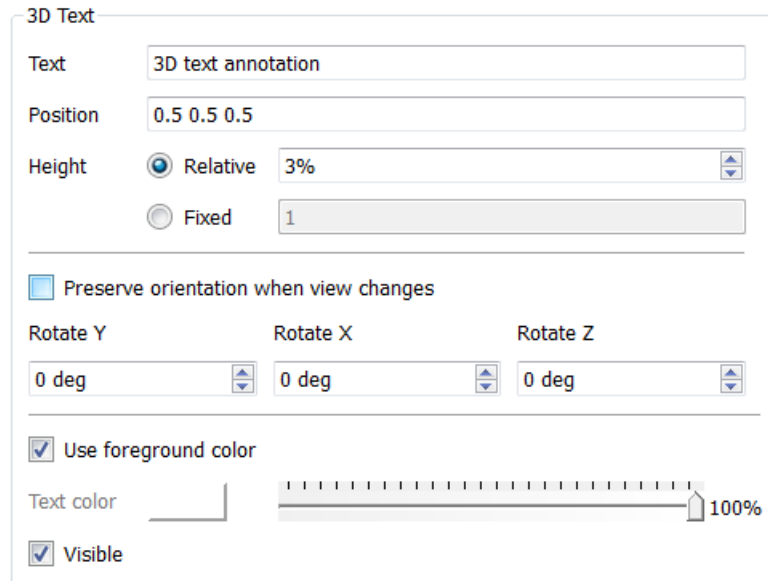 3D Text
Text 3D text annotation
Position 0.5 0.5 0.5
Height Relative 3%
Fixed 1
Preserve orientation when view changes
Rotate Y Rotate X Rotate Z
0 deg 0 deg 0 deg
Use foreground color
Text color 100%
Visible